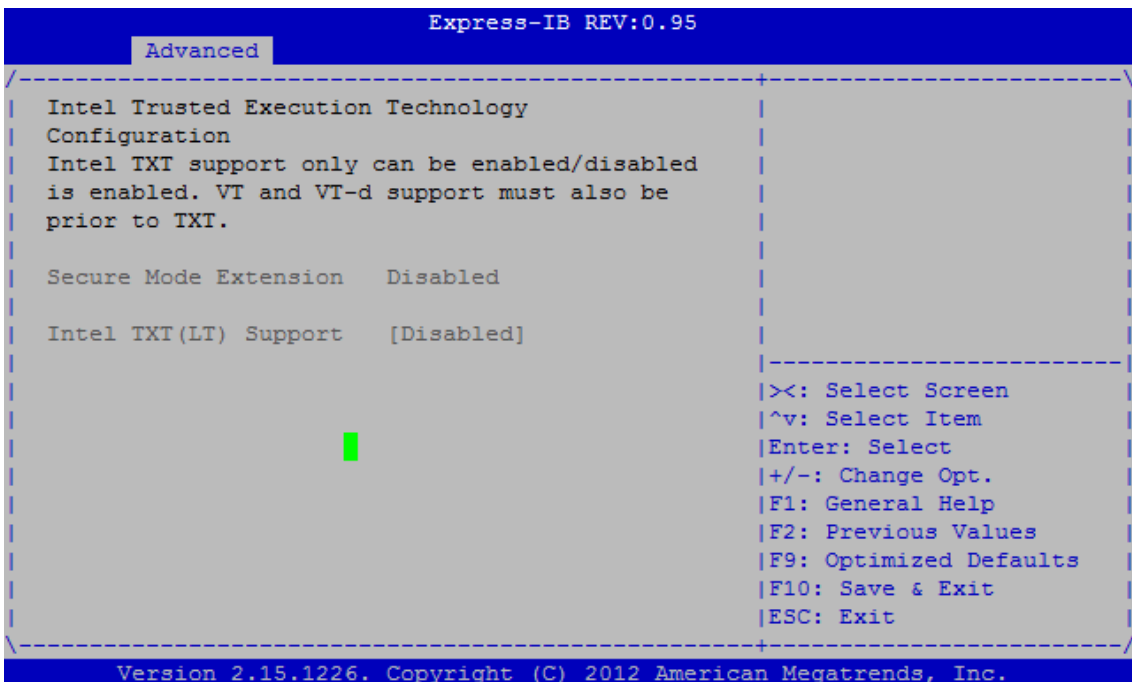 Express-IB REV:0.95
Advanced
Intel Trusted Execution Technology
Configuration
Intel TXT support only can be enabled/disabled
is enabled. VT and VT-d support must also be
prior to TXT.
Secure Mode Extension Disabled
Intel TXT(LT) Support [Disabled]
><: Select Screen
^v: Select Item
Enter: Select
+/-: Change Opt.
F1: General Help
F2: Previous Values
F9: Optimized Defaults
F10: Save & Exit
ESC: Exit
Version 2.15.1226. Copyright (C) 2012 American Megatrends, Inc.